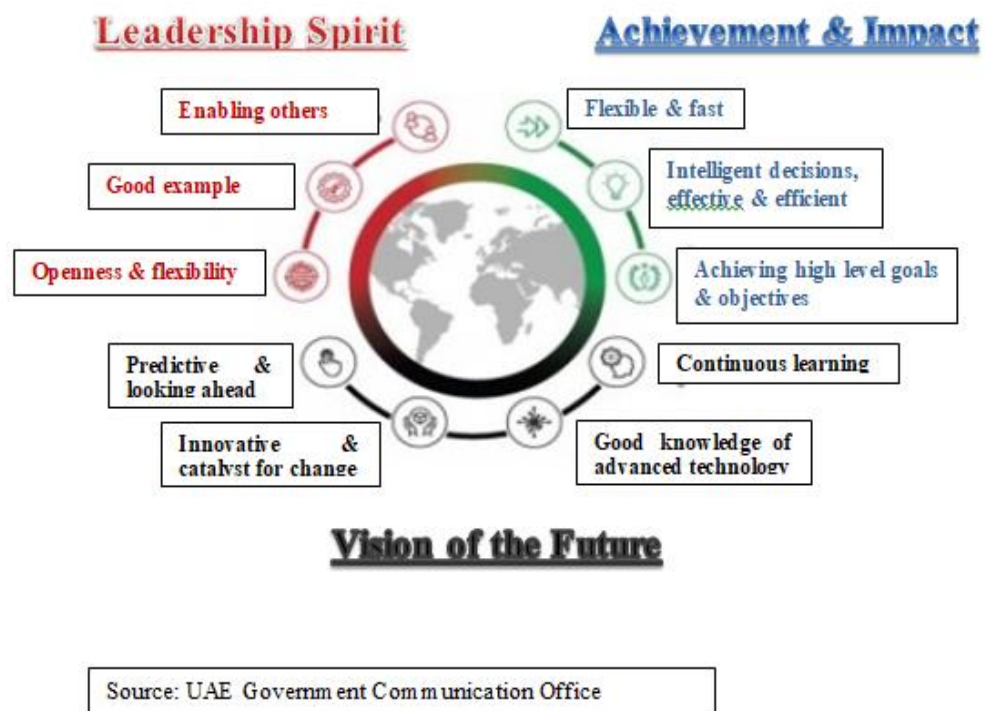 Leadership Spirit
Achievement & Impact
Enabling others
Good example
Openness & flexibility
Flexible & fast
Intelligent decisions,
effective & efficient
Achieving high level goals
& objectives
Predictive &
looking ahead
Innovative &
catalyst for change
Continuous learning
Good knowledge of
advanced technology
Vision of the Future
Source: UAE Government Communication Office